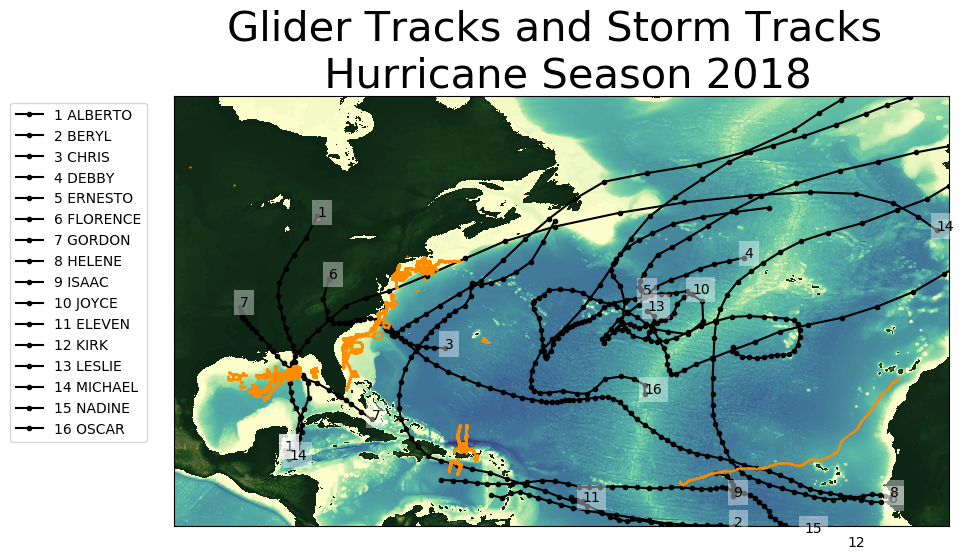 Glider Tracks and Storm Tracks
Hurricane Season 2018
1 ALBERTO
2 BERYL
3 CHRIS
4 DEBBY
5 ERNESTO
6 FLORENCE
7 GORDON
8 HELENE
9 ISAAC
10 JOYCE
11 ELEVEN
12 KIRK
13 LESLIE
14 MICHAEL
15 NADINE
16 OSCAR
1
14
4
6
5
10
7
13
3
16
7
1
14
9
8
11
2
15
12